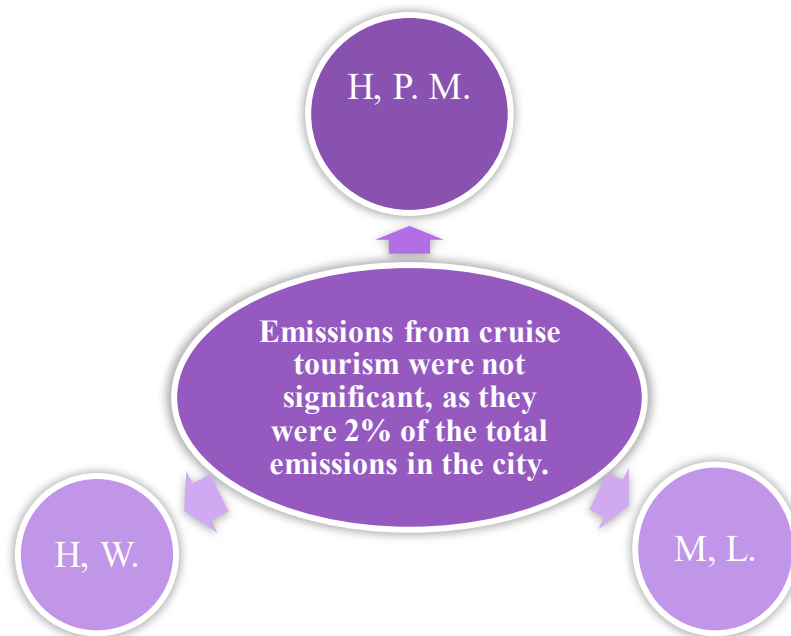 H, P. M.
Emissions from cruise
tourism were not
significant, as they
were 2% of the total
emissions in the city.
H, W.
M, L.